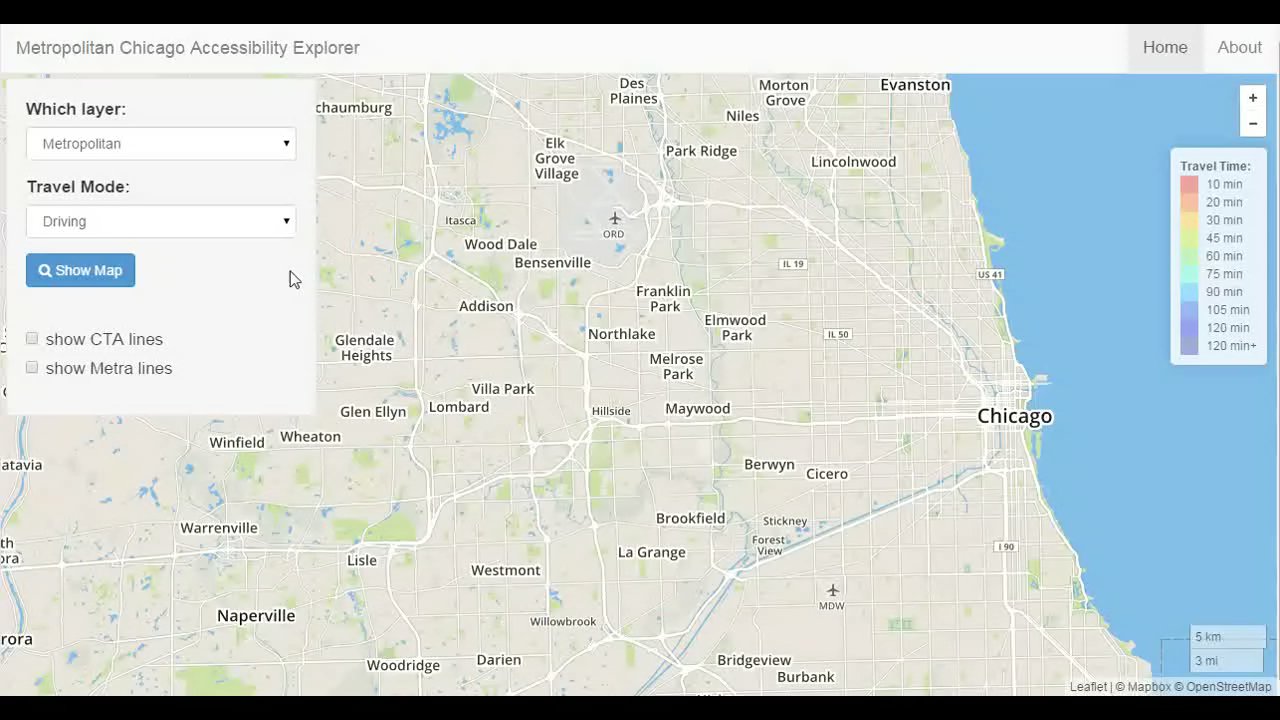 Metropolitan Chicago Accessibility Explorer
Home
About
Which layer:
Metropolitan
Travel Mode:
Driving
Show Map
show CTA lines
show Metra lines
+
−
Travel Time:
10 min
20 min
30 min
45 min
60 min
75 min
90 min
105 min
120 min
120 min+
chaumburg
Des
Plaines
Morton
Grove
Evanston
Niles
Elk
Grove
Village
Park Ridge
Lincolnwood
Itasca
ORD
Wood Dale
Bensenville
IL 19
US 41
Addison
Franklin
Park
Northlake
Elmwood
Park
IL 50
Glendale
Heights
Melrose
Park
Villa Park
Lombard
Glen Ellyn
Hillside
Maywood
Chicago
Winfield
Wheaton
atavia
Berwyn
Cicero
Warrenville
Brookfield
Stickney
Forest
View
th
ora
Lisle
La Grange
I 90
Westmont
MDW
Naperville
Willowbrook
rora
Woodridge
Darien
Bridgeview
Burbank
5 km
3 mi
Leaflet | © Mapbox © OpenStreetMap